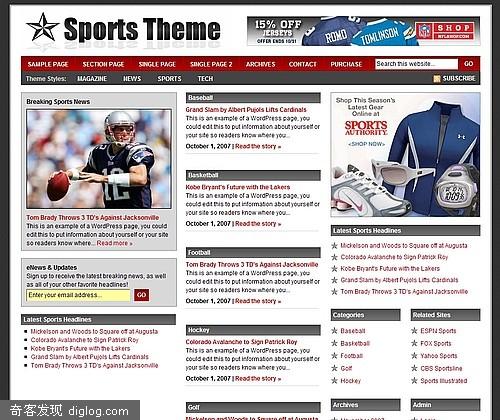 Sports Theme
15% OFF
JERSEYS
OFFER ENDS 10/31
ROMO
TOMLINSON
NFL
SHOP
NFLSHOP.COM
SAMPLE PAGE
SECTION PAGE
SINGLE PAGE
SINGLE PAGE 2
ARCHIVES
CONTACT
PURCHASE
Search this website...
GO
Theme Styles:
MAGAZINE
NEWS
SPORTS
TECH
SUBSCRIBE
Breaking Sports News
12
Tom Brady Throws 3 TD's Against Jacksonville
This is an example of a WordPress page, you
could edit this to put information about yourself or
your site so readers know where... Read more »
eNews & Updates
Sign up to receive the latest breaking news, as well
as all of your other favorite headlines!
Enter your email address...
GO
Latest Sports Headlines
Mickelson and Woods to Square off at Augusta
Colorado Avalanche to Sign Patrick Roy
Kobe Bryant's Future with the Lakers
Grand Slam by Albert Pujols Lifts Cardinals
Tom Brady Throws 3 TD's Against Jacksonville
Baseball
Grand Slam by Albert Pujols Lifts Cardinals
This is an example of a WordPress page, you
could edit this to put information about yourself or
your site so readers know where you...
October 1, 2007 | Read the story »
Basketball
Kobe Bryant's Future with the Lakers
This is an example of a WordPress page, you
could edit this to put information about yourself or
your site so readers know where you...
October 1, 2007 | Read the story »
Football
Tom Brady Throws 3 TD's Against Jacksonville
This is an example of a WordPress page, you
could edit this to put information about yourself or
your site so readers know where you...
October 1, 2007 | Read the story »
Hockey
Colorado Avalanche to Sign Patrick Roy
This is an example of a WordPress page, you
could edit this to put information about yourself or
your site so readers know where you...
October 1, 2007 | Read the story »
Golf
Mickelson and Woods to Square off at Augusta
Shop This Season's
Latest Gear
Online at
SPORTS
AUTHORITY.
<SHOP NOW>
Latest Sports Headlines
Mickelson and Woods to Square off at Augusta
Colorado Avalanche to Sign Patrick Roy
Kobe Bryant's Future with the Lakers
Grand Slam by Albert Pujols Lifts Cardinals
Tom Brady Throws 3 TD's Against Jacksonville
Categories
Baseball
Basketball
Football
Golf
Hockey
Related Sites
ESPN Sports
FOX Sports
Yahoo Sports
CBS Sportsline
Sports Illustrated
Archives
Admin
奇客发现 diglog.com